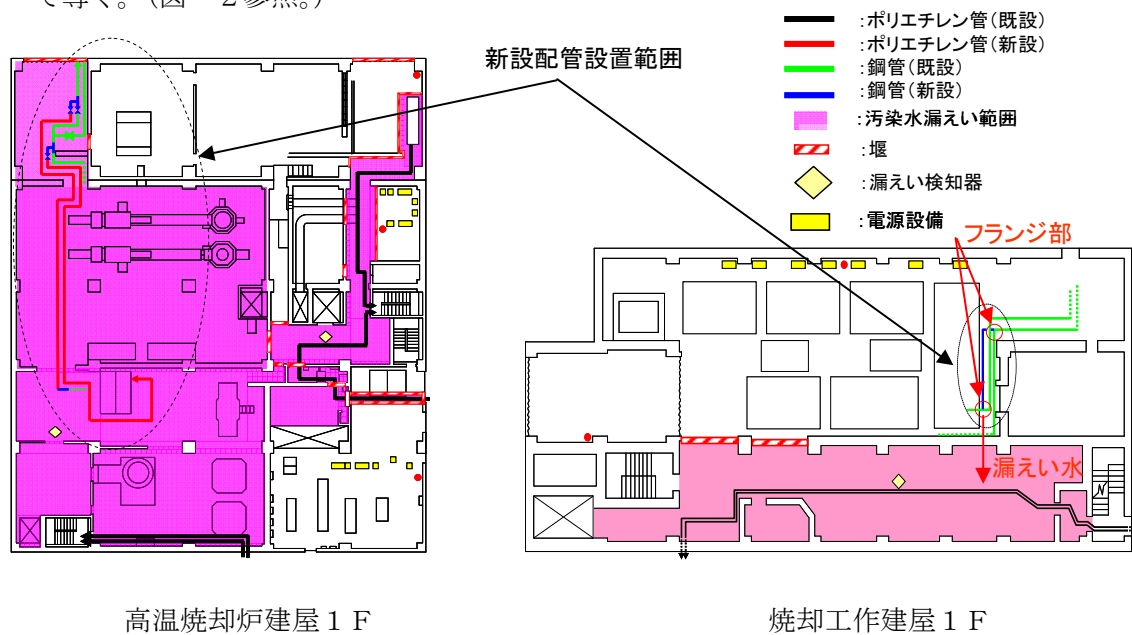 て導く。(図－2参照。)
:ポリエチレン管(既設)
:ポリエチレン管(新設)
:鋼管(既設)
:鋼管(新設)
:汚染水漏えい範囲
:堰
:漏えい検知器
:電源設備
新設配管設置範囲
フランジ部
漏えい水
高温焼却炉建屋1F
焼却工作建屋1F